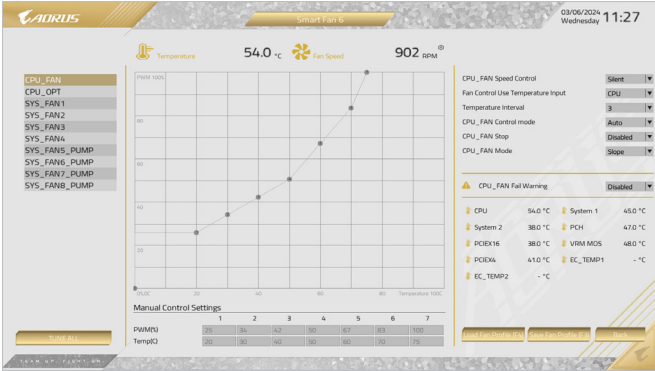 AORUS
Smart Fan 6
03/06/2024
Wednesday 11:27
Temperature 54.0 °C Fan Speed 902 RPM
CPU_FAN
CPU_OPT
SYS_FAN1
SYS_FAN2
SYS_FAN3
SYS_FAN4
SYS_FAN5_PUMP
SYS_FAN6_PUMP
SYS_FAN7_PUMP
SYS_FAN8_PUMP
TUNE ALL
TEAM UP. FIGHT ON.
PWM 100%
80
60
40
20
0%,0C 20 40 60 80 Temperature 100C
Manual Control Settings
1 2 3 4 5 6 7
PWM(%) 25 34 42 50 67 83 100
Temp(C) 20 30 40 50 60 70 75
CPU_FAN Speed Control Silent
Fan Control Use Temperature Input CPU
Temperature Interval 3
CPU_FAN Control mode Auto
CPU_FAN Stop Disabled
CPU_FAN Mode Slope
CPU_FAN Fail Warning Disabled
CPU 54.0 °C System 1 45.0 °C
System 2 38.0 °C PCH 47.0 °C
PCIEX16 38.0 °C VRM MOS 48.0 °C
PCIEX4 41.0 °C EC_TEMP1 - °C
EC_TEMP2 - °C
Back